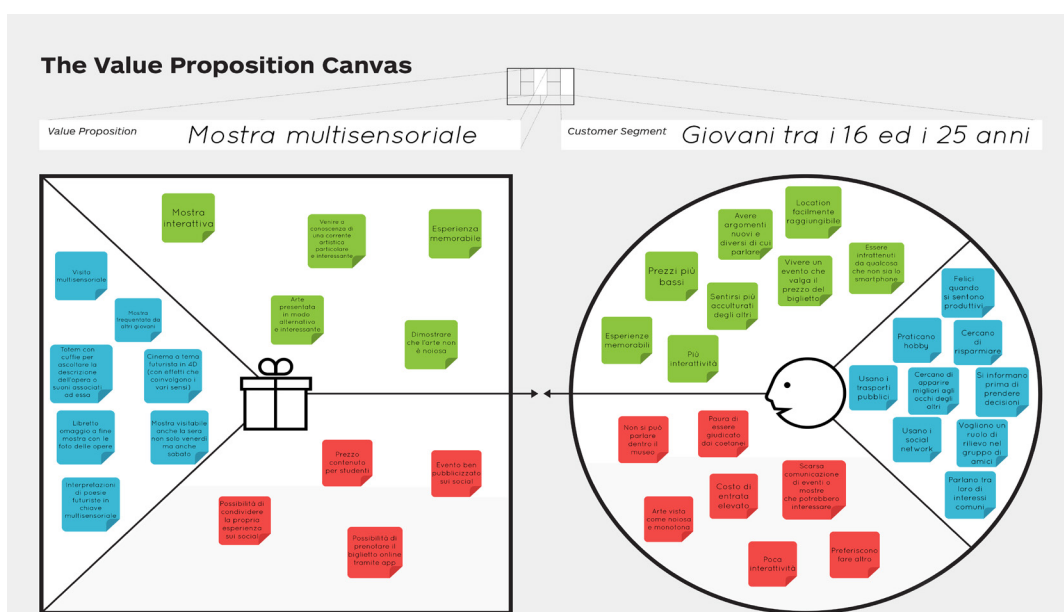 The Value Proposition Canvas
Value Proposition
Mostra multisensoriale
Customer Segment
Giovani tra i 16 ed i 25 anni
Mostra
interattiva
Venire a
conoscenza di
una corrente
artistica
particolare
e interessante
Esperienza
memorabile
Arte
presentata
in modo
alternativo
e interessante
Dimostrare
che l'arte non
è noiosa
Visita
multisensoriale
Mostra
frequentata da
altri giovani
Totem con
cuffie per
ascoltare la
descrizione
dell'opera o
suoni associati
ad essa
Cinema a tema
futurista in 4D
(con effetti che
coinvolgono i
vari sensi)
Libretto
omaggio a fine
mostra con le
foto delle opere
Mostra visitabile
anche la sera
non solo venerdì
ma anche
sabato
Interpretazioni
di poesie
futuriste in
chiave
multisensoriale
Prezzo
contenuto
per studenti
Evento ben
pubblicizzato
sui social
Possibilità di
condividere
la propria
esperienza
sui social
Possibilità di
prenotare il
biglietto online
tramite app
Location
facilmente
raggiungibile
Avere
argomenti
nuovi e
diversi di cui
parlare
Essere
intrattenuti
da qualcosa
che non sia lo
smartphone
Prezzi più
bassi
Vivere un
evento che
valga il
prezzo del
biglietto
Sentirsi più
acculturati
degli altri
Esperienze
memorabili
Più
interattività
Felici
quando
si sentono
produttivi
Praticano
hobby
Cercano
di
risparmiare
Usano i
trasporti
pubblici
Cercano di
apparire
migliori agli
occhi degli
altri
Si informano
prima di
prendere
decisioni
Usano i
social
network
Vogliono un
ruolo di
rilievo nel
gruppo di
amici
Parlano tra
loro di
interessi
comuni
Non si può
parlare
dentro il
museo
Paura di
essere
giudicato
dai coetanei
Costo di
entrata
elevato
Scarsa
comunicazione
di eventi o
mostre
che potrebbero
interessare
Arte vista
come noiosa
e monotona
Poca
interattività
Preferiscono
fare altro